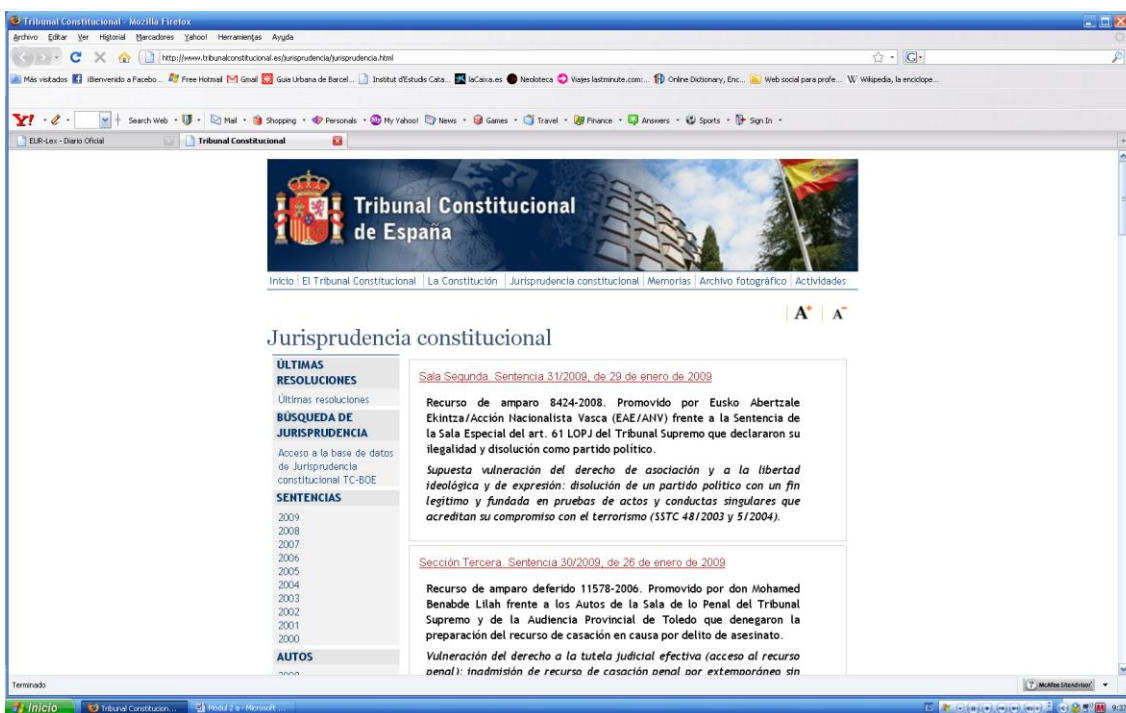 Tribunal Constitucional - Mozilla Firefox
Archivo Editar Ver Historial Marcadores Yahoo! Herramientas Ayuda
http://www.tribunalconstitucional.es/jurisprudencia/jurisprudencia.html
Más visitados ¡Bienvenido a Facebo... Free Hotmail Gmail Guia Urbana de Barcel... Institut d'Estudis Cata... laCaixa.es Neoloteca Viajes lastminute.com:... Online Dictionary, Enc... Web social para profe... Wikipedia, la enciclope...
Y! Search Web Mail Shopping Personals My Yahoo! News Games Travel Finance Answers Sports Sign In
EUR-Lex - Diario Oficial Tribunal Constitucional
Tribunal Constitucional
de España
Inicio El Tribunal Constitucional La Constitución Jurisprudencia constitucional Memorias Archivo fotográfico Actividades
A+ A-
Jurisprudencia constitucional
ÚLTIMAS
RESOLUCIONES
Últimas resoluciones
BÚSQUEDA DE
JURISPRUDENCIA
Acceso a la base de datos
de Jurisprudencia
constitucional TC-BOE
SENTENCIAS
2009
2008
2007
2006
2005
2004
2003
2002
2001
2000
AUTOS
Sala Segunda. Sentencia 31/2009, de 29 de enero de 2009
Recurso de amparo 8424-2008. Promovido por Eusko Abertzale
Ekintza/Acción Nacionalista Vasca (EAE/ANV) frente a la Sentencia de
la Sala Especial del art. 61 LOPJ del Tribunal Supremo que declararon su
ilegalidad y disolución como partido político.
Supuesta vulneración del derecho de asociación y a la libertad
ideológica y de expresión: disolución de un partido político con un fin
legítimo y fundada en pruebas de actos y conductas singulares que
acreditan su compromiso con el terrorismo (SSTC 48/2003 y 5/2004).
Sección Tercera. Sentencia 30/2009, de 26 de enero de 2009
Recurso de amparo deferido 11578-2006. Promovido por don Mohamed
Benabde Lilah frente a los Autos de la Sala de lo Penal del Tribunal
Supremo y de la Audiencia Provincial de Toledo que denegaron la
preparación del recurso de casación en causa por delito de asesinato.
Vulneración del derecho a la tutela judicial efectiva (acceso al recurso
penal): inadmisión de recurso de casación penal por extemporáneo sin
Terminado
McAfee SiteAdvisor
Inicio Tribunal Constitucion... Modul 2 a - Microsoft ... 9:37